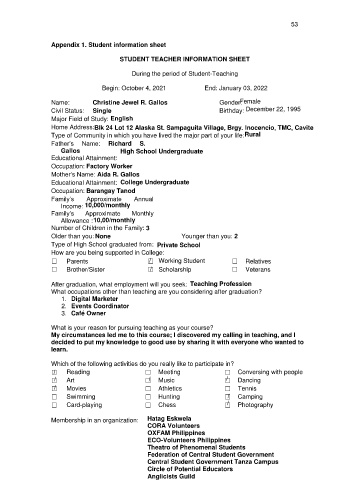 53
Appendix 1. Student information sheet
STUDENT TEACHER INFORMATION SHEET
During the period of Student-Teaching
Begin: October 4, 2021 End: January 03, 2022
Name: Christine Jewel R. Gallos Gender: Female
Civil Status: Single Birthday: December 22, 1995
Major Field of Study: English
Home Address: Blk 24 Lot 12 Alaska St. Sampaguita Village, Brgy. Inocencio, TMC, Cavite
Type of Community in which you have lived the major part of your life: Rural
Father's Name: Richard S.
Gallos High School Undergraduate
Educational Attainment:
Occupation: Factory Worker
Mother's Name: Aida R. Gallos
Educational Attainment: College Undergraduate
Occupation: Barangay Tanod
Family's Approximate Annual
Income: 10,000/monthly
Family's Approximate Monthly
Allowance: 10,00/monthly
Number of Children in the Family: 3
Older than you: None Younger than you: 2
Type of High School graduated from: Private School
How are you being supported in College:
Parents Working Student Relatives
Brother/Sister Scholarship Veterans
After graduation, what employment will you seek: Teaching Profession
What occupations other than teaching are you considering after graduation?
1. Digital Marketer
2. Events Coordinator
3. Café Owner
What is your reason for pursuing teaching as your course?
My circumstances led me to this course; I discovered my calling in teaching, and I
decided to put my knowledge to good use by sharing it with everyone who wanted to
learn.
Which of the following activities do you really like to participate in?
Reading Meeting Conversing with people
Art Music Dancing
Movies Athletics Tennis
Swimming Hunting Camping
Card-playing Chess Photography
Membership in an organization: Hatag Eskwela
CORA Volunteers
OXFAM Philippines
ECO-Volunteers Philippines
Theatro of Phenomenal Students
Federation of Central Student Government
Central Student Government Tanza Campus
Circle of Potential Educators
Anglicists Guild